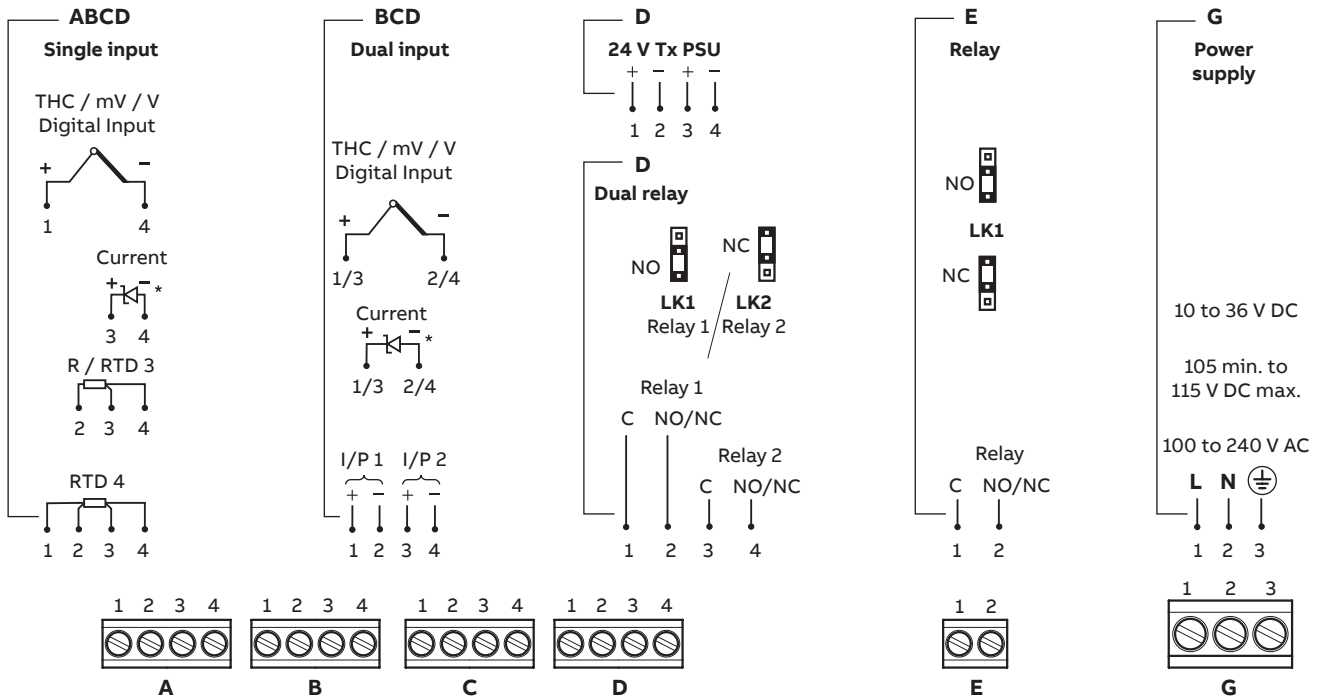 ABCD
Single input
THC / mV / V
Digital Input
+ −
1 4
Current
+ − *
3 4
R / RTD 3
2 3 4
RTD 4
1 2 3 4
BCD
Dual input
THC / mV / V
Digital Input
+ −
1/3 2/4
Current
+ − *
1/3 2/4
I/P 1 I/P 2
+ − + −
1 2 3 4
D
24 V Tx PSU
+ − + −
1 2 3 4
D
Dual relay
NO NC
LK1 LK2
Relay 1 Relay 2
Relay 1
C NO/NC
Relay 2
C NO/NC
1 2 3 4
E
Relay
NO
LK1
NC
Relay
C NO/NC
1 2
G
Power
supply
10 to 36 V DC
105 min. to
115 V DC max.
100 to 240 V AC
L N
1 2 3
1 2 3 4
A
1 2 3 4
B
1 2 3 4
C
1 2 3 4
D
1 2
E
1 2 3
G